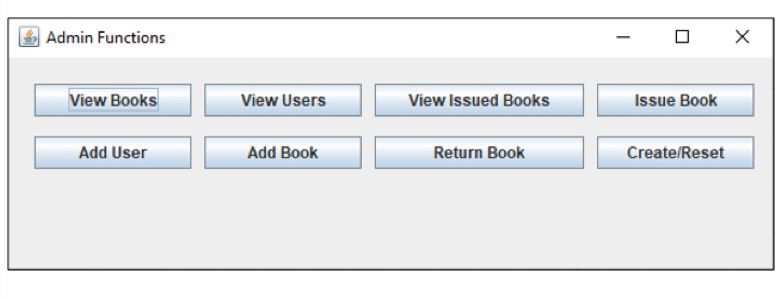 Admin Functions
View Books View Users View Issued Books Issue Book
Add User Add Book Return Book Create/Reset